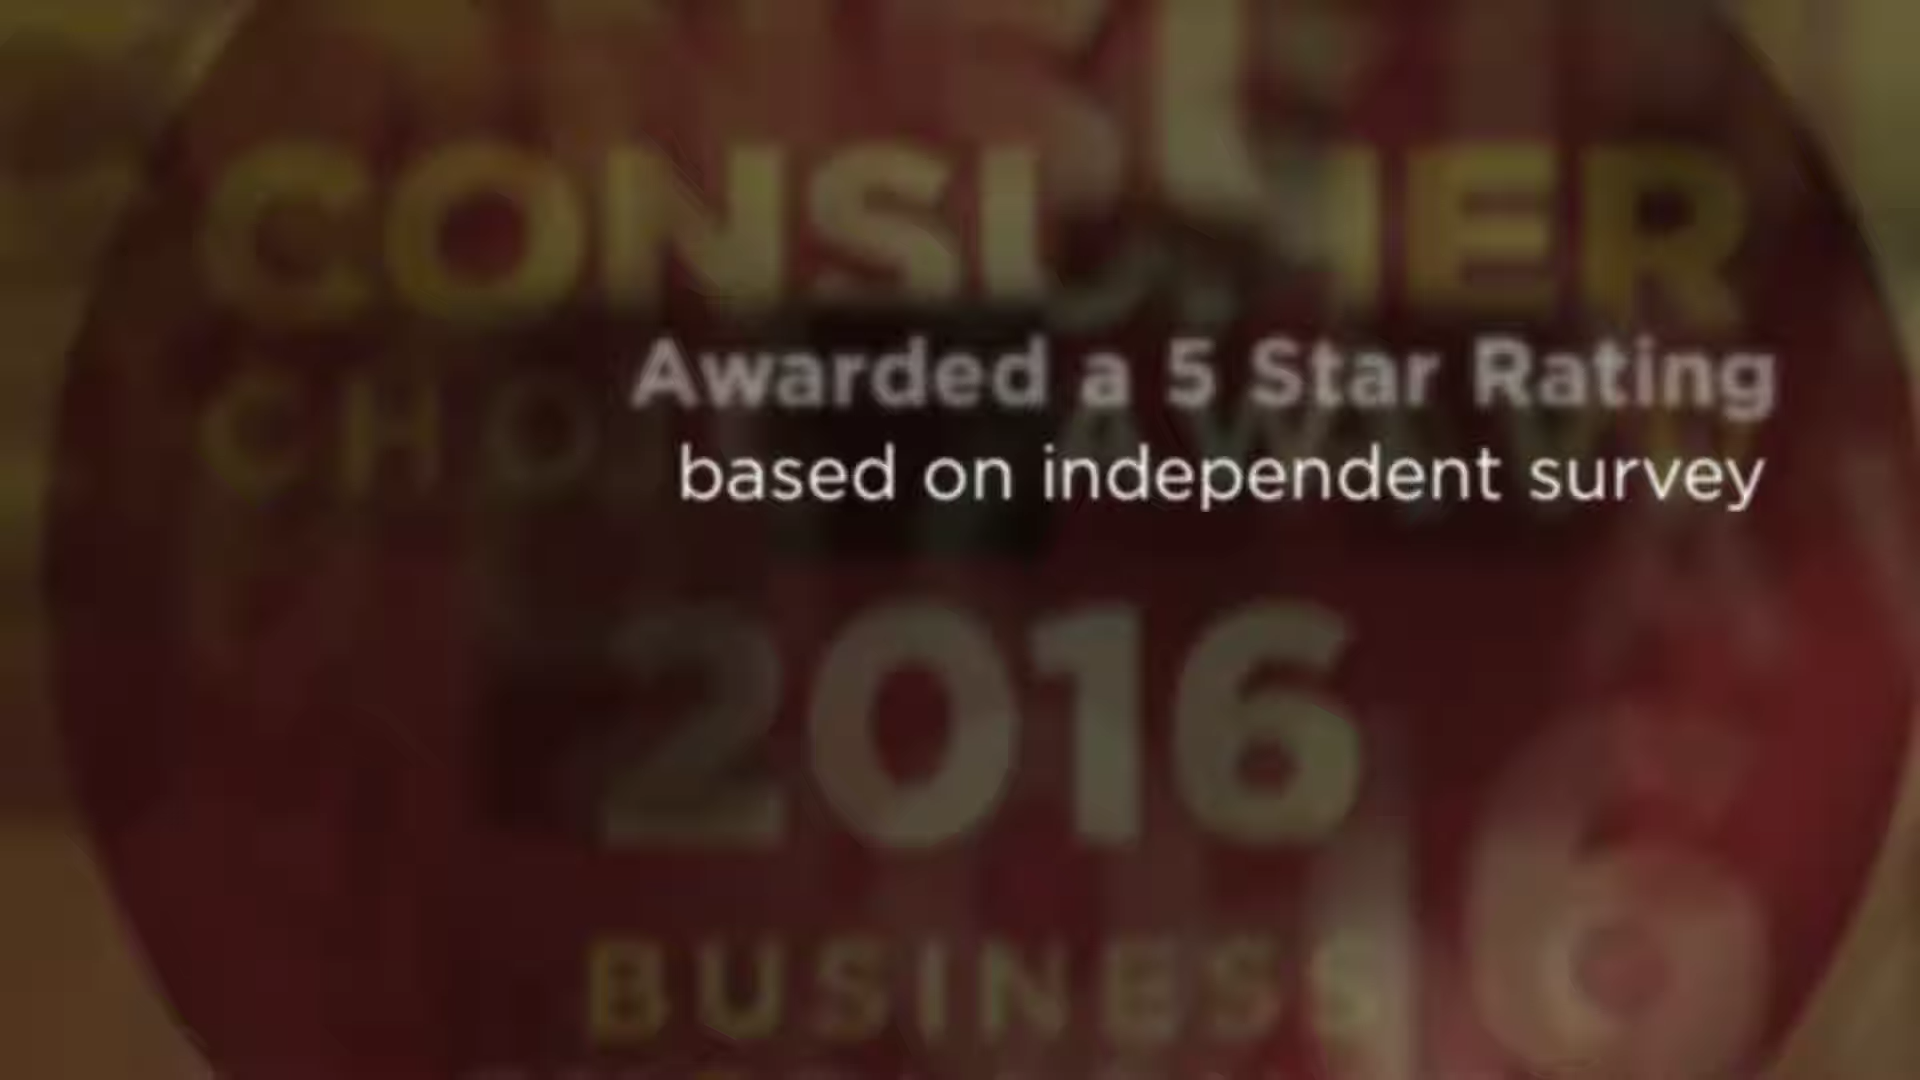 CONSUMER
Awarded a 5 Star Rating
based on independent survey
2016
BUSINESS